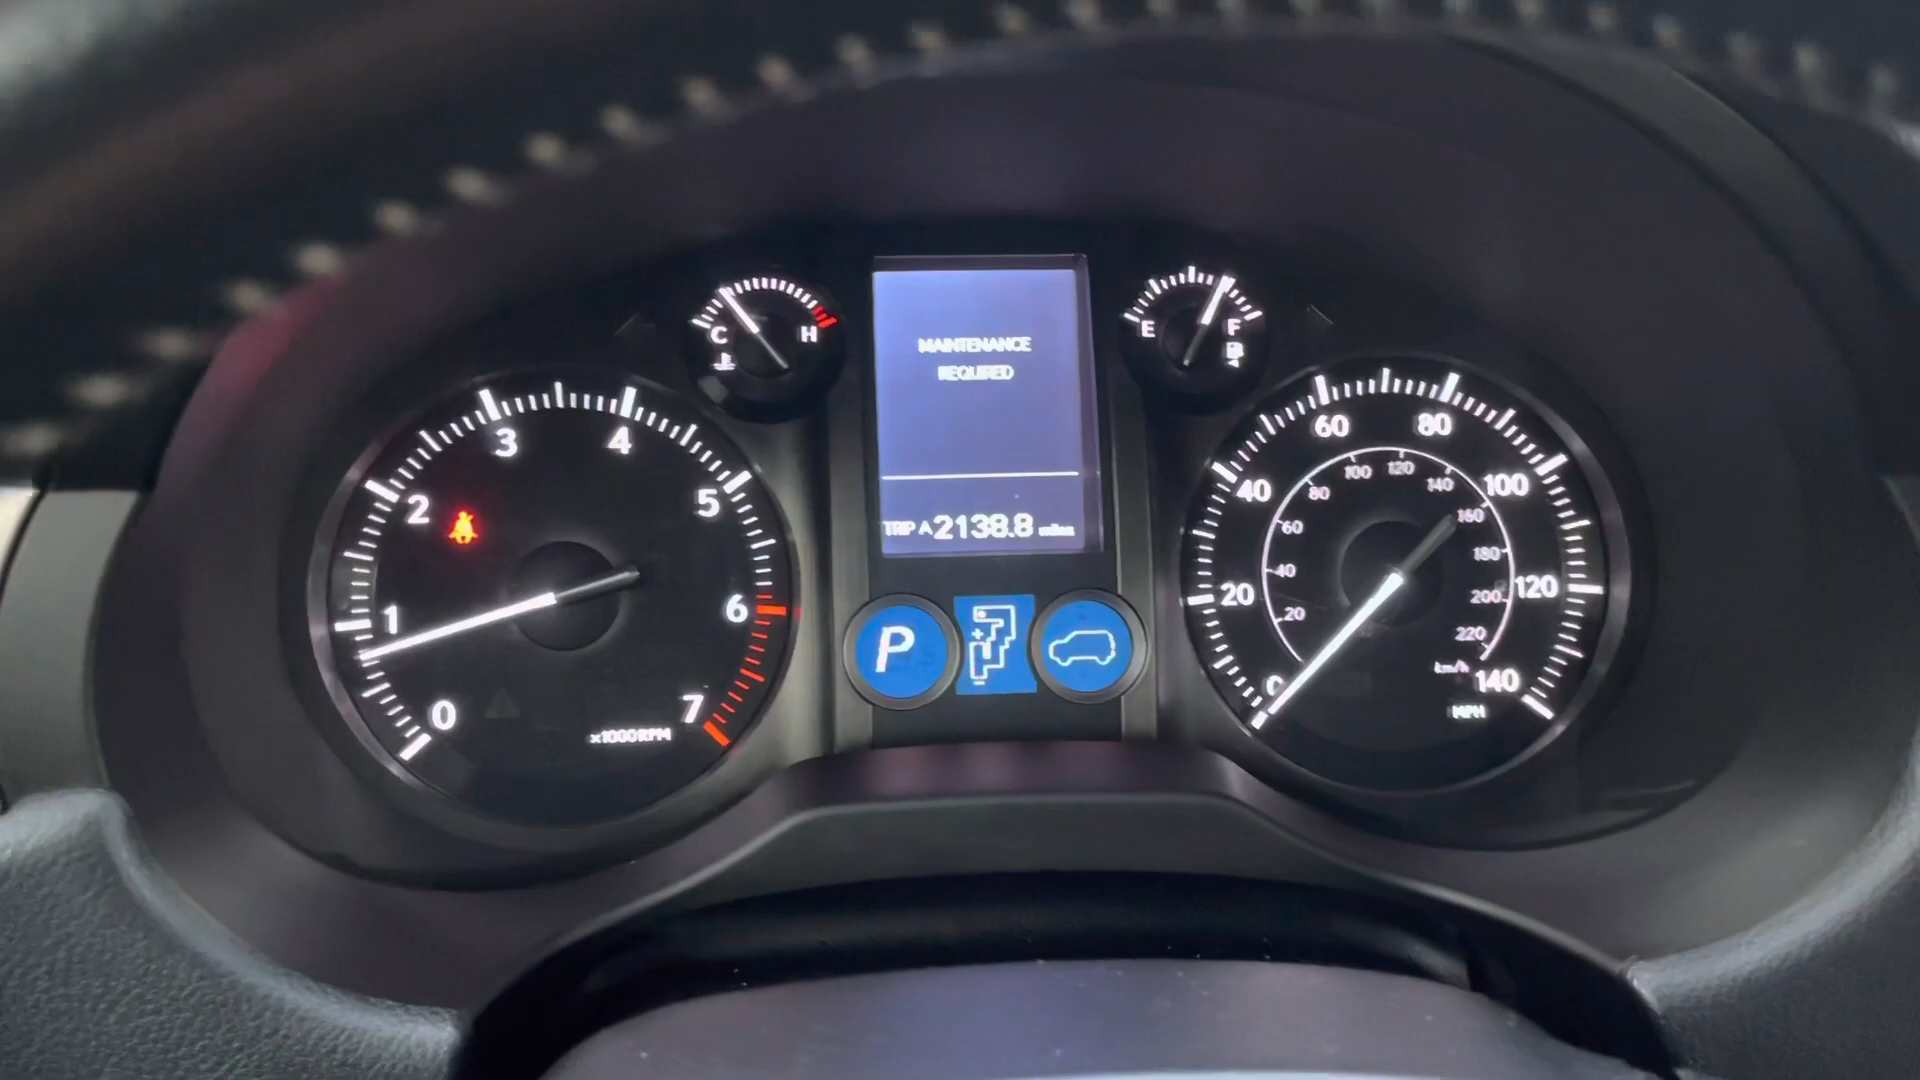 C H
MAINTENANCE
REQUIRED
TRIP A 2138.8 miles
E F
0 1 2 3 4 5 6 7
x1000RPM
P
0 20 40 60 80 100 120 140
MPH
20 40 60 80 100 120 140 160 180 200 220
km/h